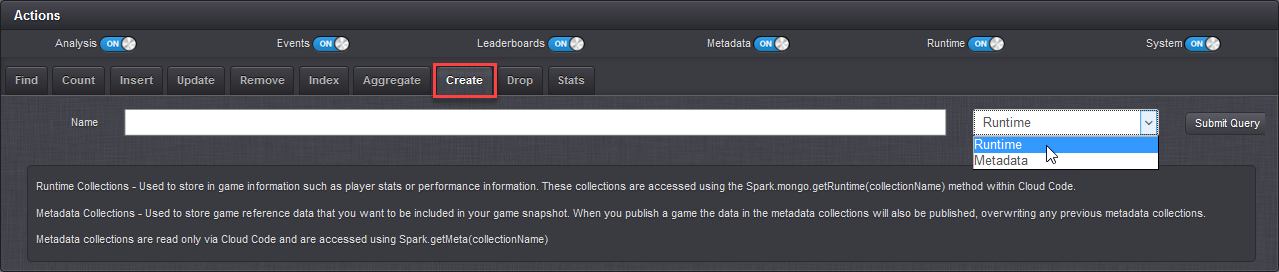 Actions
Analysis ON Events ON Leaderboards ON Metadata ON Runtime ON System ON
Find Count Insert Update Remove Index Aggregate Create Drop Stats
Name Runtime Submit Query
Runtime
Metadata
Runtime Collections - Used to store in game information such as player stats or performance information. These collections are accessed using the Spark.mongo.getRuntime(collectionName) method within Cloud Code.
Metadata Collections - Used to store game reference data that you want to be included in your game snapshot. When you publish a game the data in the metadata collections will also be published, overwriting any previous metadata collections.
Metadata collections are read only via Cloud Code and are accessed using Spark.getMeta(collectionName)